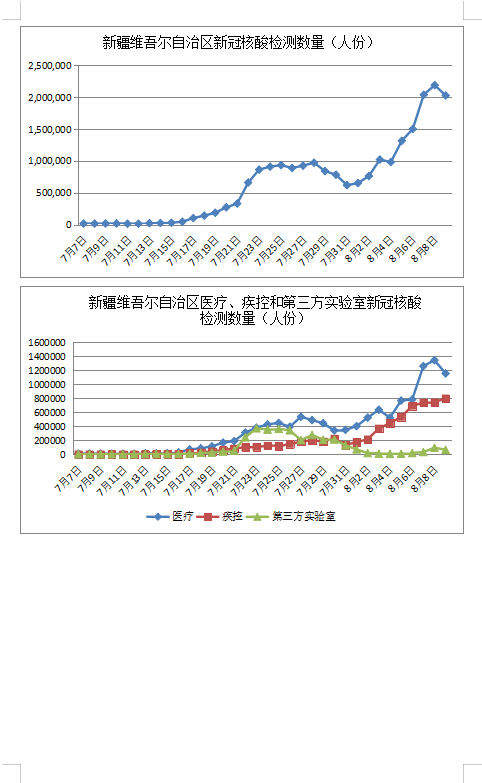 新疆维吾尔自治区新冠核酸检测数量（人份）
2,500,000
2,000,000
1,500,000
1,000,000
500,000
0
7月7日 7月9日 7月11日 7月13日 7月15日 7月17日 7月19日 7月21日 7月23日 7月25日 7月27日 7月29日 7月31日 8月2日 8月4日 8月6日 8月8日
新疆维吾尔自治区医疗、疾控和第三方实验室新冠核酸
检测数量（人份）
1600000
1400000
1200000
1000000
800000
600000
400000
200000
0
7月7日 7月9日 7月11日 7月13日 7月15日 7月17日 7月19日 7月21日 7月23日 7月25日 7月27日 7月29日 7月31日 8月2日 8月4日 8月6日 8月8日
医疗 疾控 第三方实验室